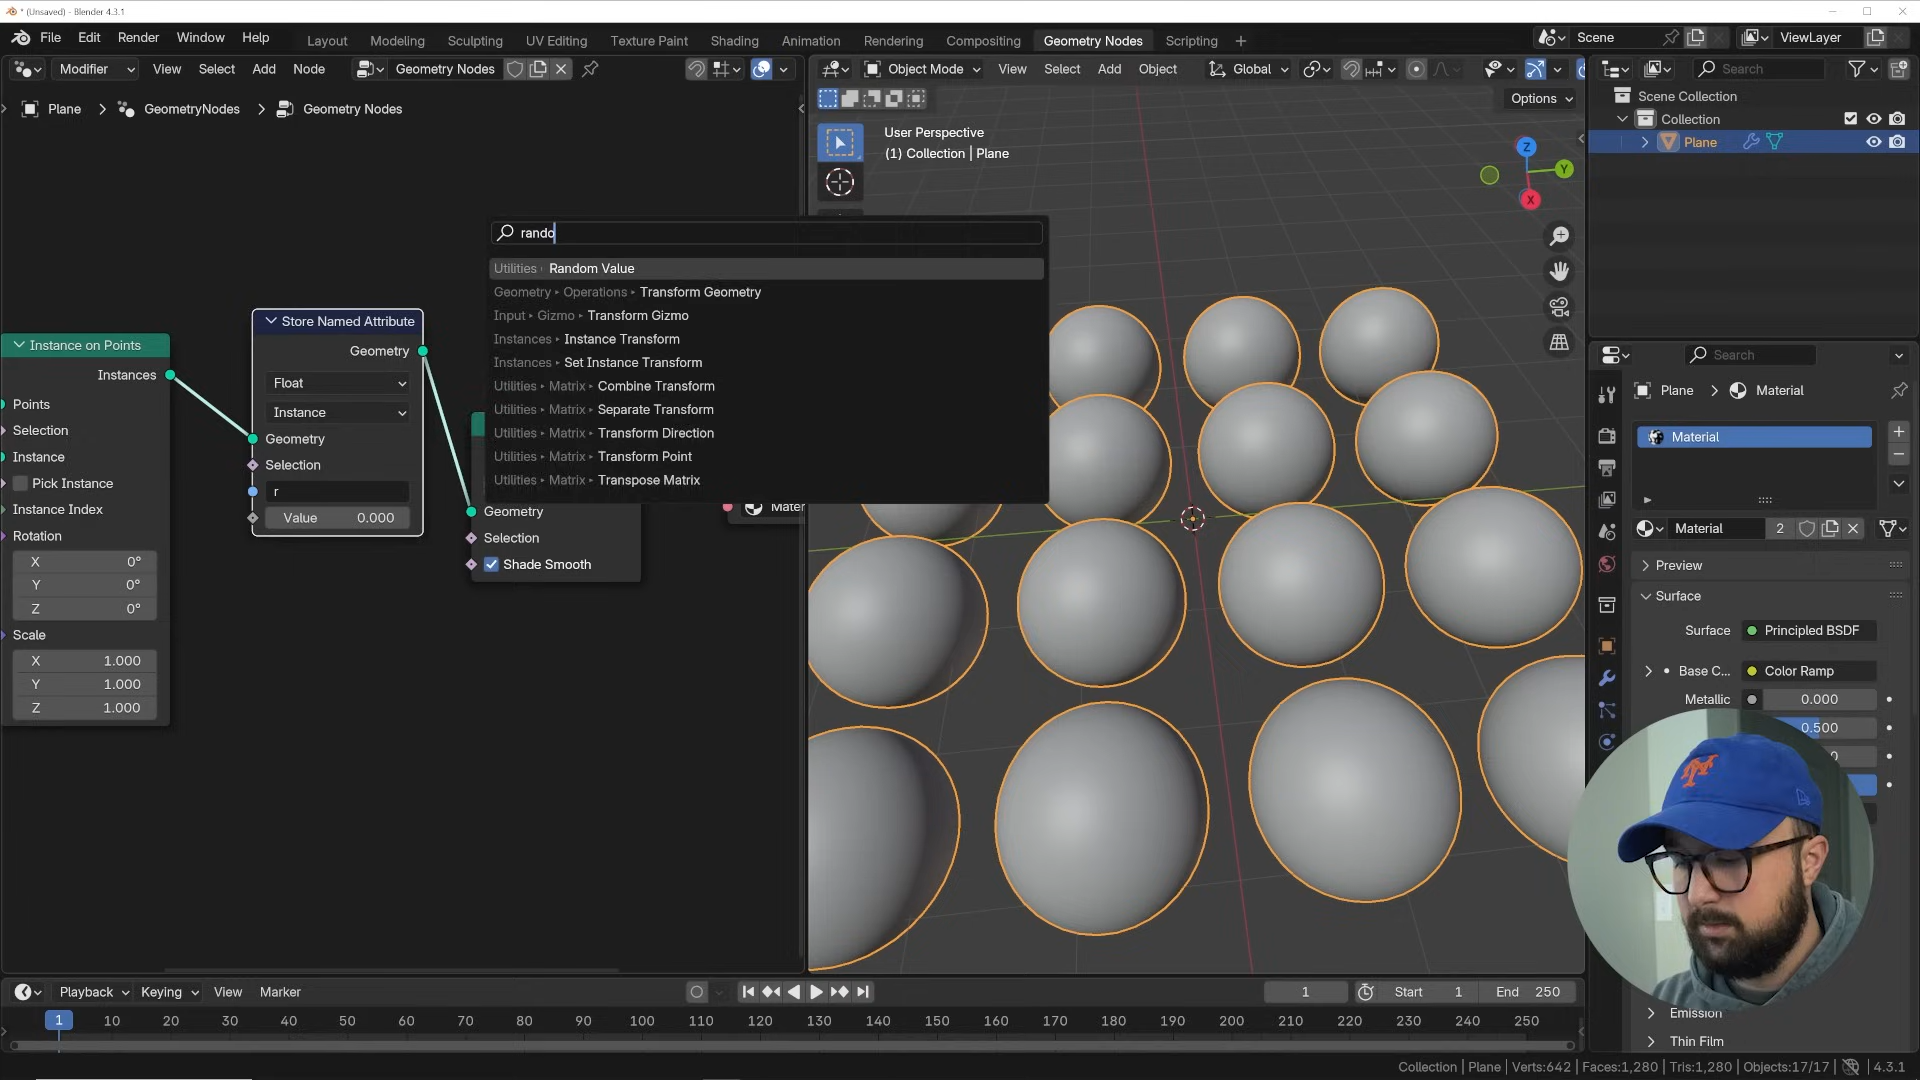 * (Unsaved) - Blender 4.3.1
File Edit Render Window Help
Layout Modeling Sculpting UV Editing Texture Paint Shading Animation Rendering Compositing Geometry Nodes Scripting +
Scene
ViewLayer
Modifier View Select Add Node Geometry Nodes
Object Mode View Select Add Object Global
Search
Options
Plane > GeometryNodes > Geometry Nodes
User Perspective
(1) Collection | Plane
Scene Collection
Collection
Plane
Z
Y
X
rando
Utilities Random Value
Geometry Operations Transform Geometry
Input Gizmo Transform Gizmo
Instances Instance Transform
Instances Set Instance Transform
Utilities Matrix Combine Transform
Utilities Matrix Separate Transform
Utilities Matrix Transform Direction
Utilities Matrix Transform Point
Utilities Matrix Transpose Matrix
Instance on Points
Instances
Points
Selection
Instance
Pick Instance
Instance Index
Rotation
X 0°
Y 0°
Z 0°
Scale
X 1.000
Y 1.000
Z 1.000
Store Named Attribute
Geometry
Float
Instance
Geometry
Selection
r
Value 0.000
Geometry
Selection
Shade Smooth
Mater
Search
Plane > Material
Material
Material 2
Preview
Surface
Surface Principled BSDF
Base C... Color Ramp
Metallic 0.000
0.500
Emission
Thin Film
Playback Keying View Marker
1 Start 1 End 250
1 10 20 30 40 50 60 70 80 90 100 110 120 130 140 150 160 170 180 190 200 210 220 230 240 250
Collection | Plane | Verts:642 | Faces:1,280 | Tris:1,280 | Objects:17/17 | 4.3.1